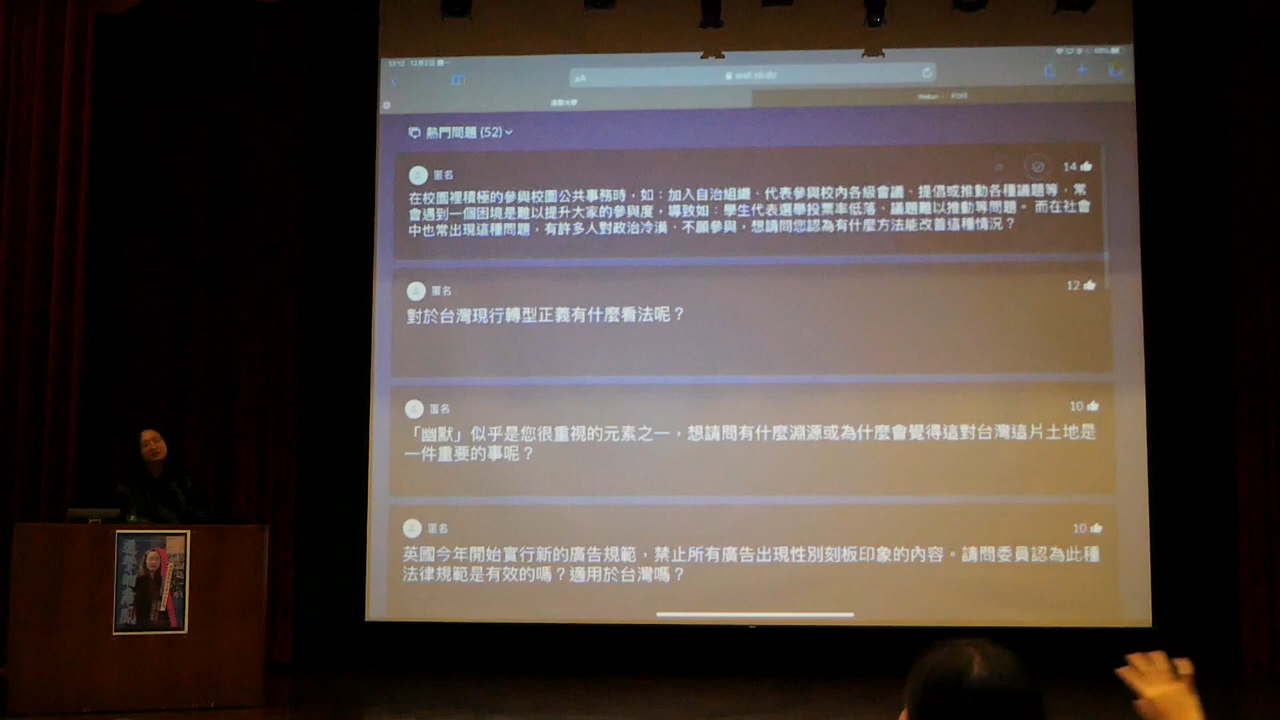 12月2日
AA
wall.sli.do
清華大學
熱門問題 (52)
匿名
14
在校園裡積極的參與校園公共事務時，如：加入自治組織、代表參與校內各級會議、提倡或推動各種議題等，常
會遇到一個困境是難以提升大家的參與度，導致如：學生代表選舉投票率低落、議題難以推動等問題。 而在社會
中也常出現這種問題，有許多人對政治冷漠、不願參與，想請問您認為有什麼方法能改善這種情況？
匿名
12
對於台灣現行轉型正義有什麼看法呢？
匿名
10
「幽默」似乎是您很重視的元素之一，想請問有什麼淵源或為什麼會覺得這對台灣這片土地是
一件重要的事呢？
匿名
10
英國今年開始實行新的廣告規範，禁止所有廣告出現性別刻板印象的內容。請問委員認為此種
法律規範是有效的嗎？適用於台灣嗎？